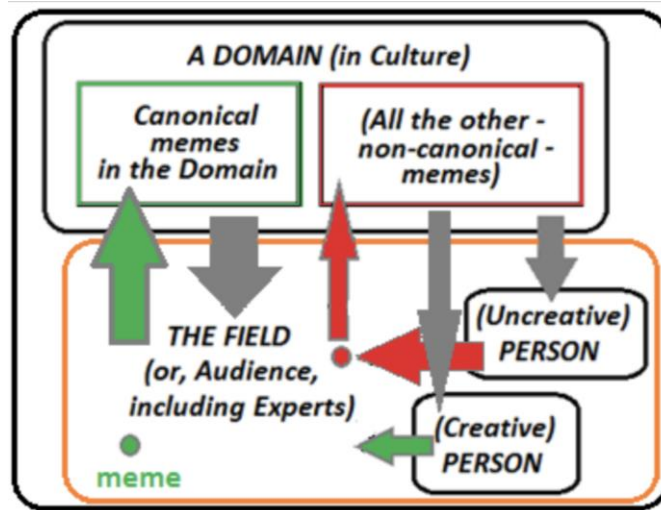 A DOMAIN (in Culture)
Canonical
memes
in the Domain
(All the other -
non-canonical -
memes)
THE FIELD
(or, Audience,
including Experts)
(Uncreative)
PERSON
(Creative)
PERSON
meme